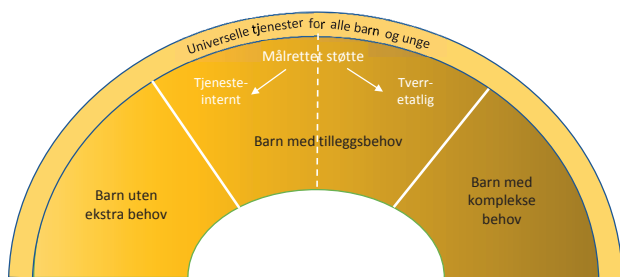 Universelle tjenester for alle barn og unge
Målrettet støtte
Tjeneste-
internt
Tverr-
etatlig
Barn med tilleggsbehov
Barn uten
ekstra behov
Barn med
komplekse
behov